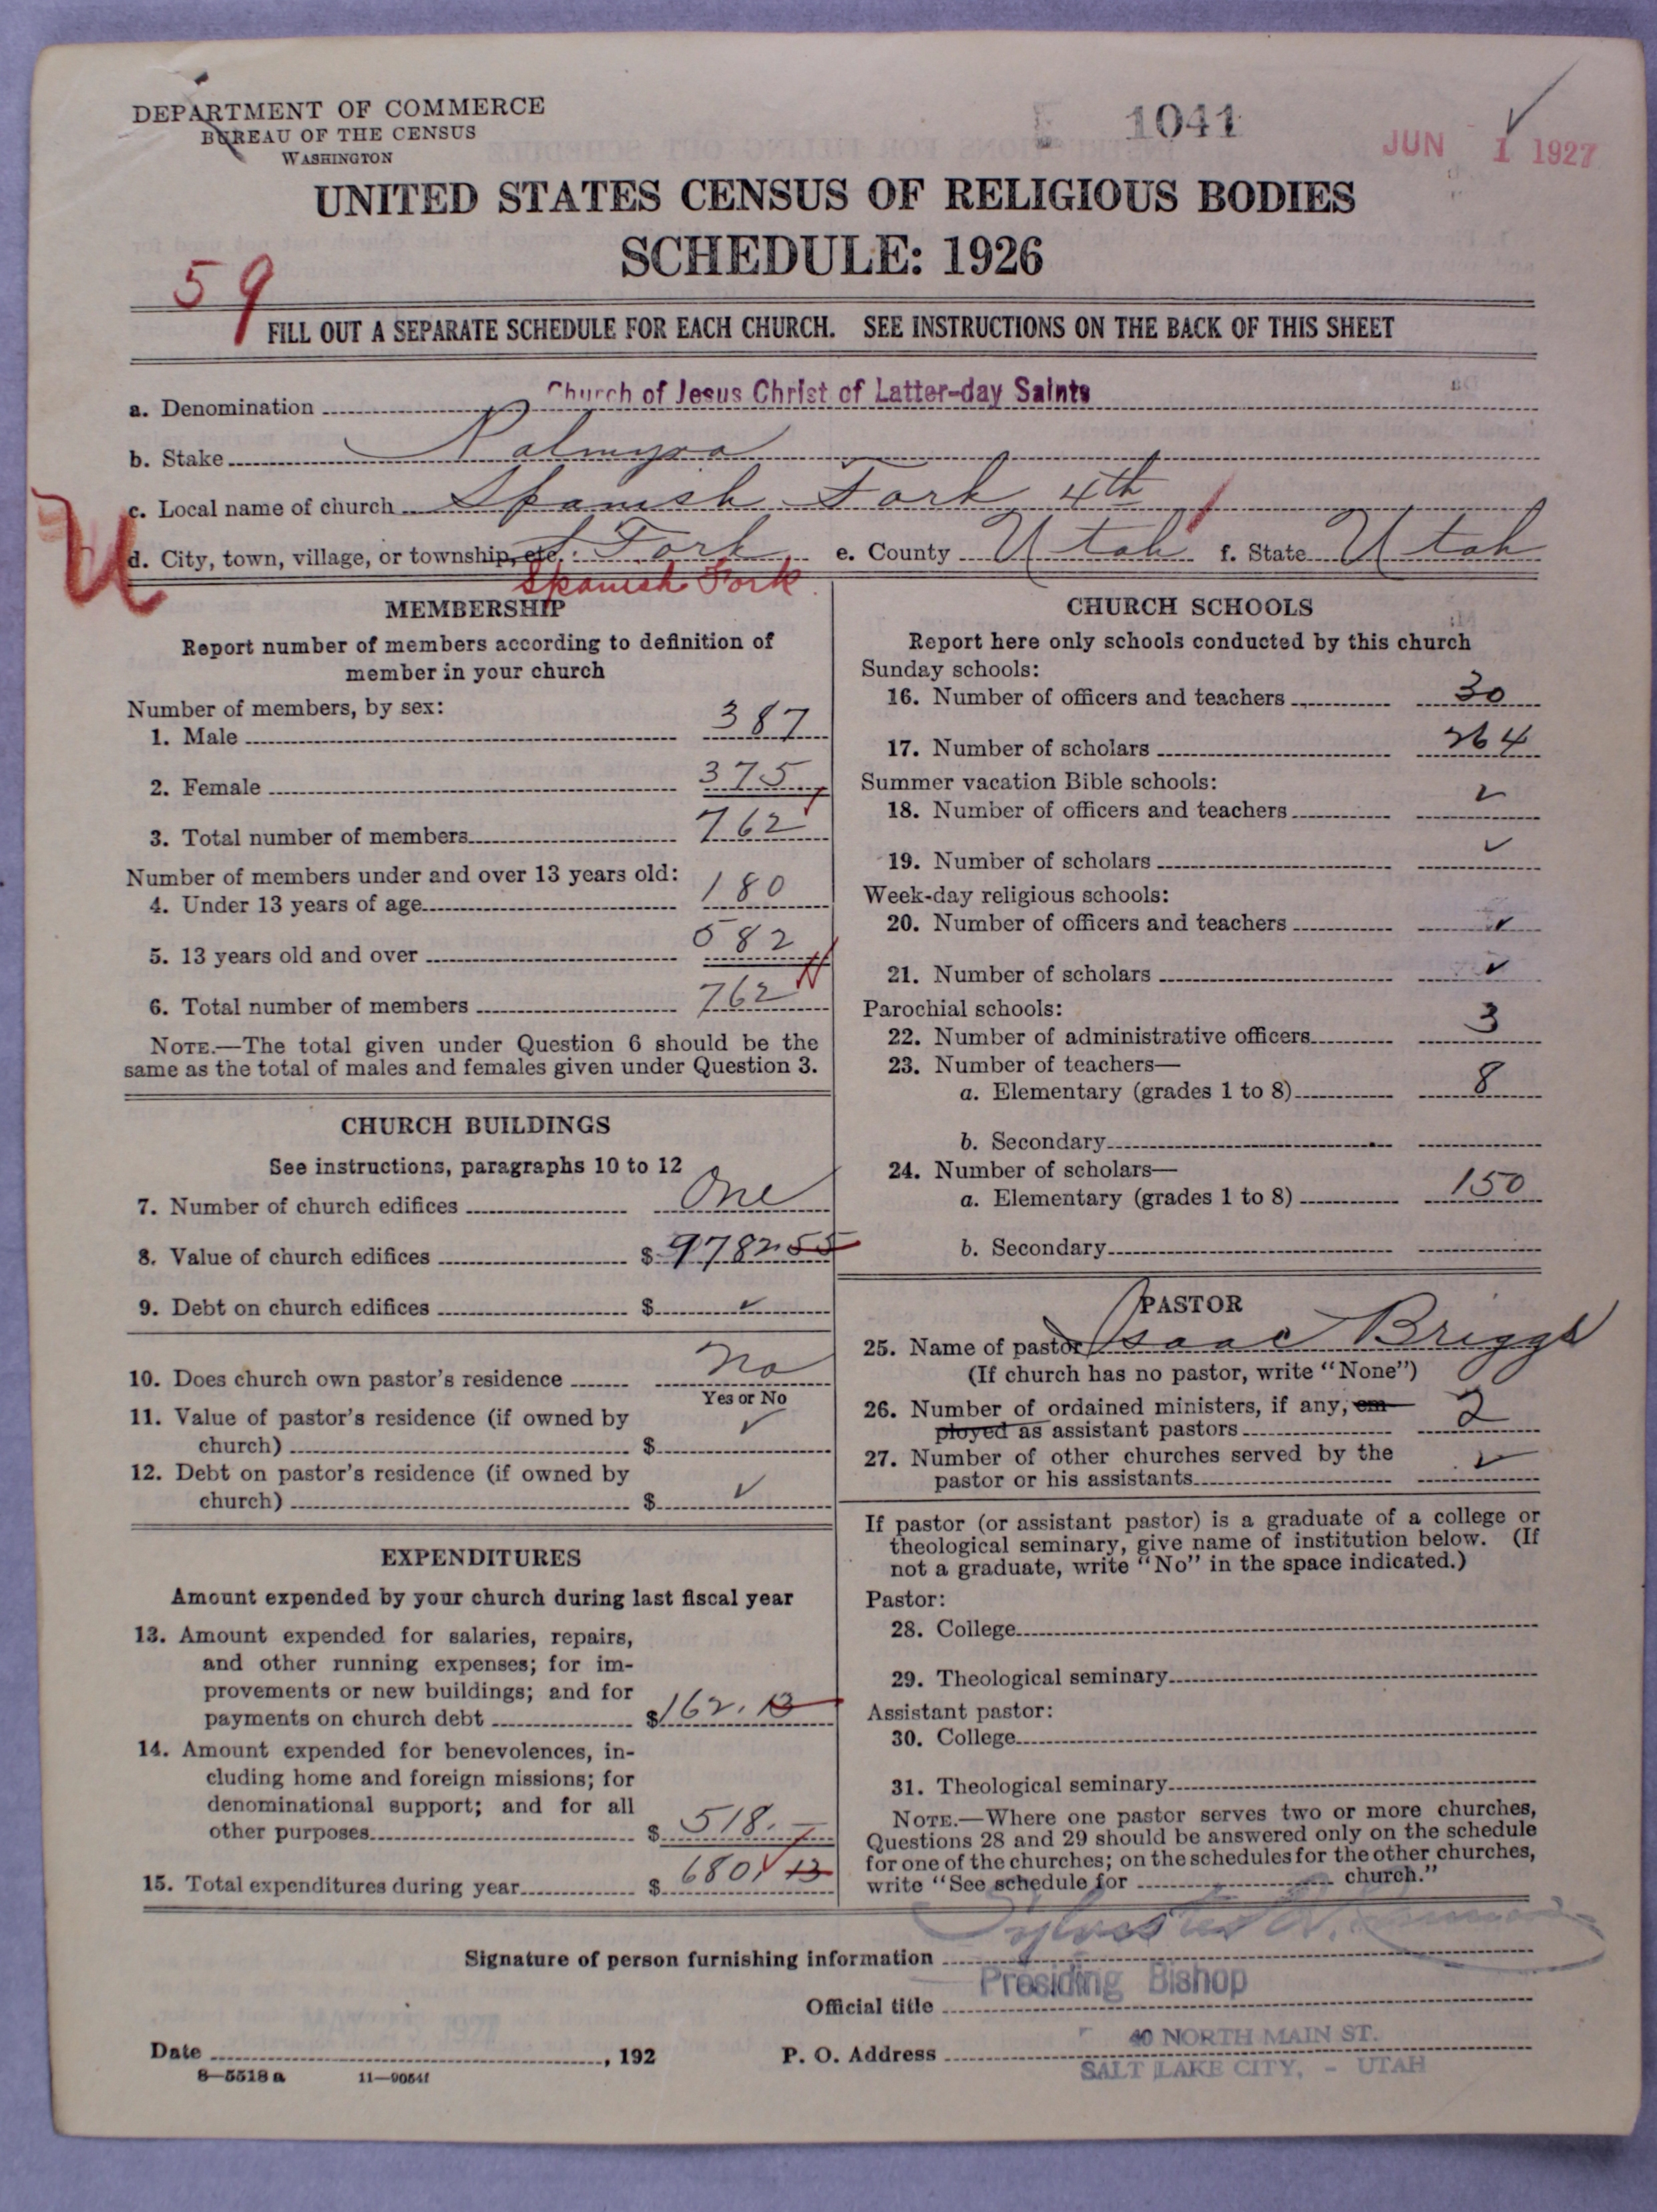 DEPARTMENT OF COMMERCE
BUREAU OF THE CENSUS
WASHINGTON
1041
JUN 1 1927
UNITED STATES CENSUS OF RELIGIOUS BODIES
SCHEDULE: 1926
59
FILL OUT A SEPARATE SCHEDULE FOR EACH CHURCH. SEE INSTRUCTIONS ON THE BACK OF THIS SHEET
a. Denomination Church of Jesus Christ of Latter-day Saints
b. Stake Palmyra
c. Local name of church Spanish Fork 4th
U
d. City, town, village, or township, etc. S Fork e. County Utah f. State Utah
Spanish Fork
MEMBERSHIP
Report number of members according to definition of
member in your church
Number of members, by sex:
1. Male 387
2. Female 375
3. Total number of members 762
Number of members under and over 13 years old:
4. Under 13 years of age 180
5. 13 years old and over 582
6. Total number of members 762
NOTE.—The total given under Question 6 should be the
same as the total of males and females given under Question 3.
CHURCH BUILDINGS
See instructions, paragraphs 10 to 12
7. Number of church edifices One
8. Value of church edifices $ 9782 55
9. Debt on church edifices $ ✓
10. Does church own pastor's residence No
Yes or No
11. Value of pastor's residence (if owned by
church) $ ✓
12. Debt on pastor's residence (if owned by
church) $ ✓
EXPENDITURES
Amount expended by your church during last fiscal year
13. Amount expended for salaries, repairs,
and other running expenses; for im-
provements or new buildings; and for
payments on church debt $ 162.13
14. Amount expended for benevolences, in-
cluding home and foreign missions; for
denominational support; and for all
other purposes $ 518.—
15. Total expenditures during year $ 680.13
CHURCH SCHOOLS
Report here only schools conducted by this church
Sunday schools:
16. Number of officers and teachers 30
17. Number of scholars 264
Summer vacation Bible schools:
18. Number of officers and teachers ✓
19. Number of scholars ✓
Week-day religious schools:
20. Number of officers and teachers ✓
21. Number of scholars ✓
Parochial schools:
22. Number of administrative officers 3
23. Number of teachers—
a. Elementary (grades 1 to 8) 8
b. Secondary
24. Number of scholars—
a. Elementary (grades 1 to 8) 150
b. Secondary
PASTOR
25. Name of pastor Isaac Briggs
(If church has no pastor, write "None")
26. Number of ordained ministers, if any, em-
ployed as assistant pastors 2
27. Number of other churches served by the
pastor or his assistants ✓
If pastor (or assistant pastor) is a graduate of a college or
theological seminary, give name of institution below. (If
not a graduate, write "No" in the space indicated.)
Pastor:
28. College
29. Theological seminary
Assistant pastor:
30. College
31. Theological seminary
NOTE.—Where one pastor serves two or more churches,
Questions 28 and 29 should be answered only on the schedule
for one of the churches; on the schedules for the other churches,
write "See schedule for church."
Signature of person furnishing information Sylvester Q. Cannon
Official title Presiding Bishop
Date , 192 P. O. Address 40 NORTH MAIN ST.
SALT LAKE CITY, - UTAH
8—5518 a 11—9054f